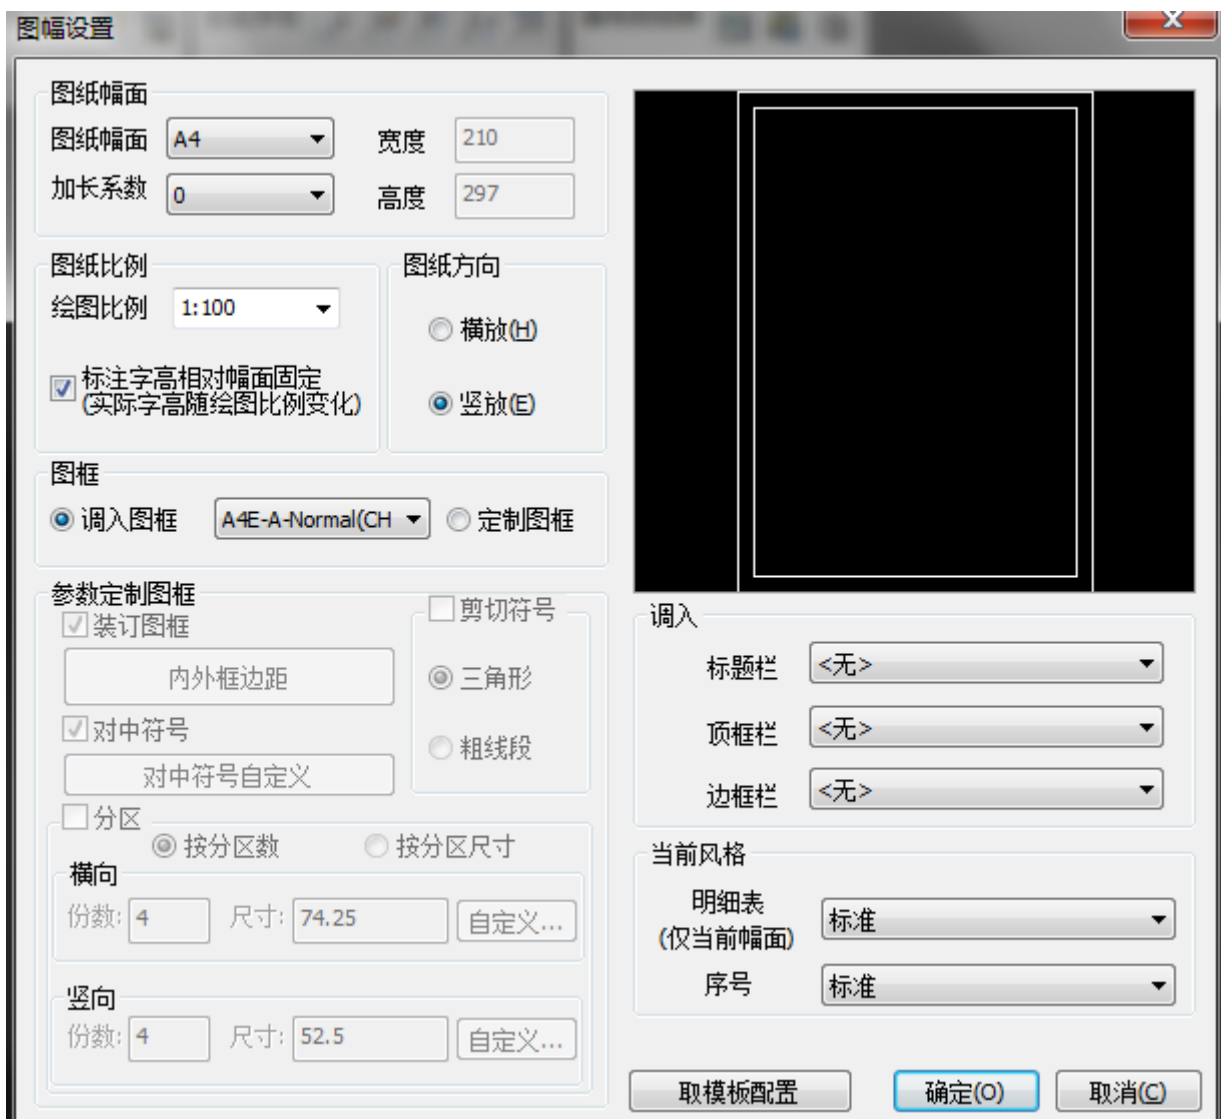 图幅设置
X
图纸幅面
图纸幅面 A4 宽度 210
加长系数 0 高度 297
图纸比例
绘图比例 1:100
标注字高相对幅面固定
(实际字高随绘图比例变化)
图纸方向
横放(H)
竖放(E)
图框
调入图框 A4E-A-Normal(CH 定制图框
参数定制图框
装订图框
内外框边距
对中符号
对中符号自定义
剪切符号
三角形
粗线段
分区
按分区数 按分区尺寸
横向
份数: 4 尺寸: 74.25 自定义...
竖向
份数: 4 尺寸: 52.5 自定义...
调入
标题栏 <无>
顶框栏 <无>
边框栏 <无>
当前风格
明细表
(仅当前幅面) 标准
序号 标准
取模板配置 确定(O) 取消(C)